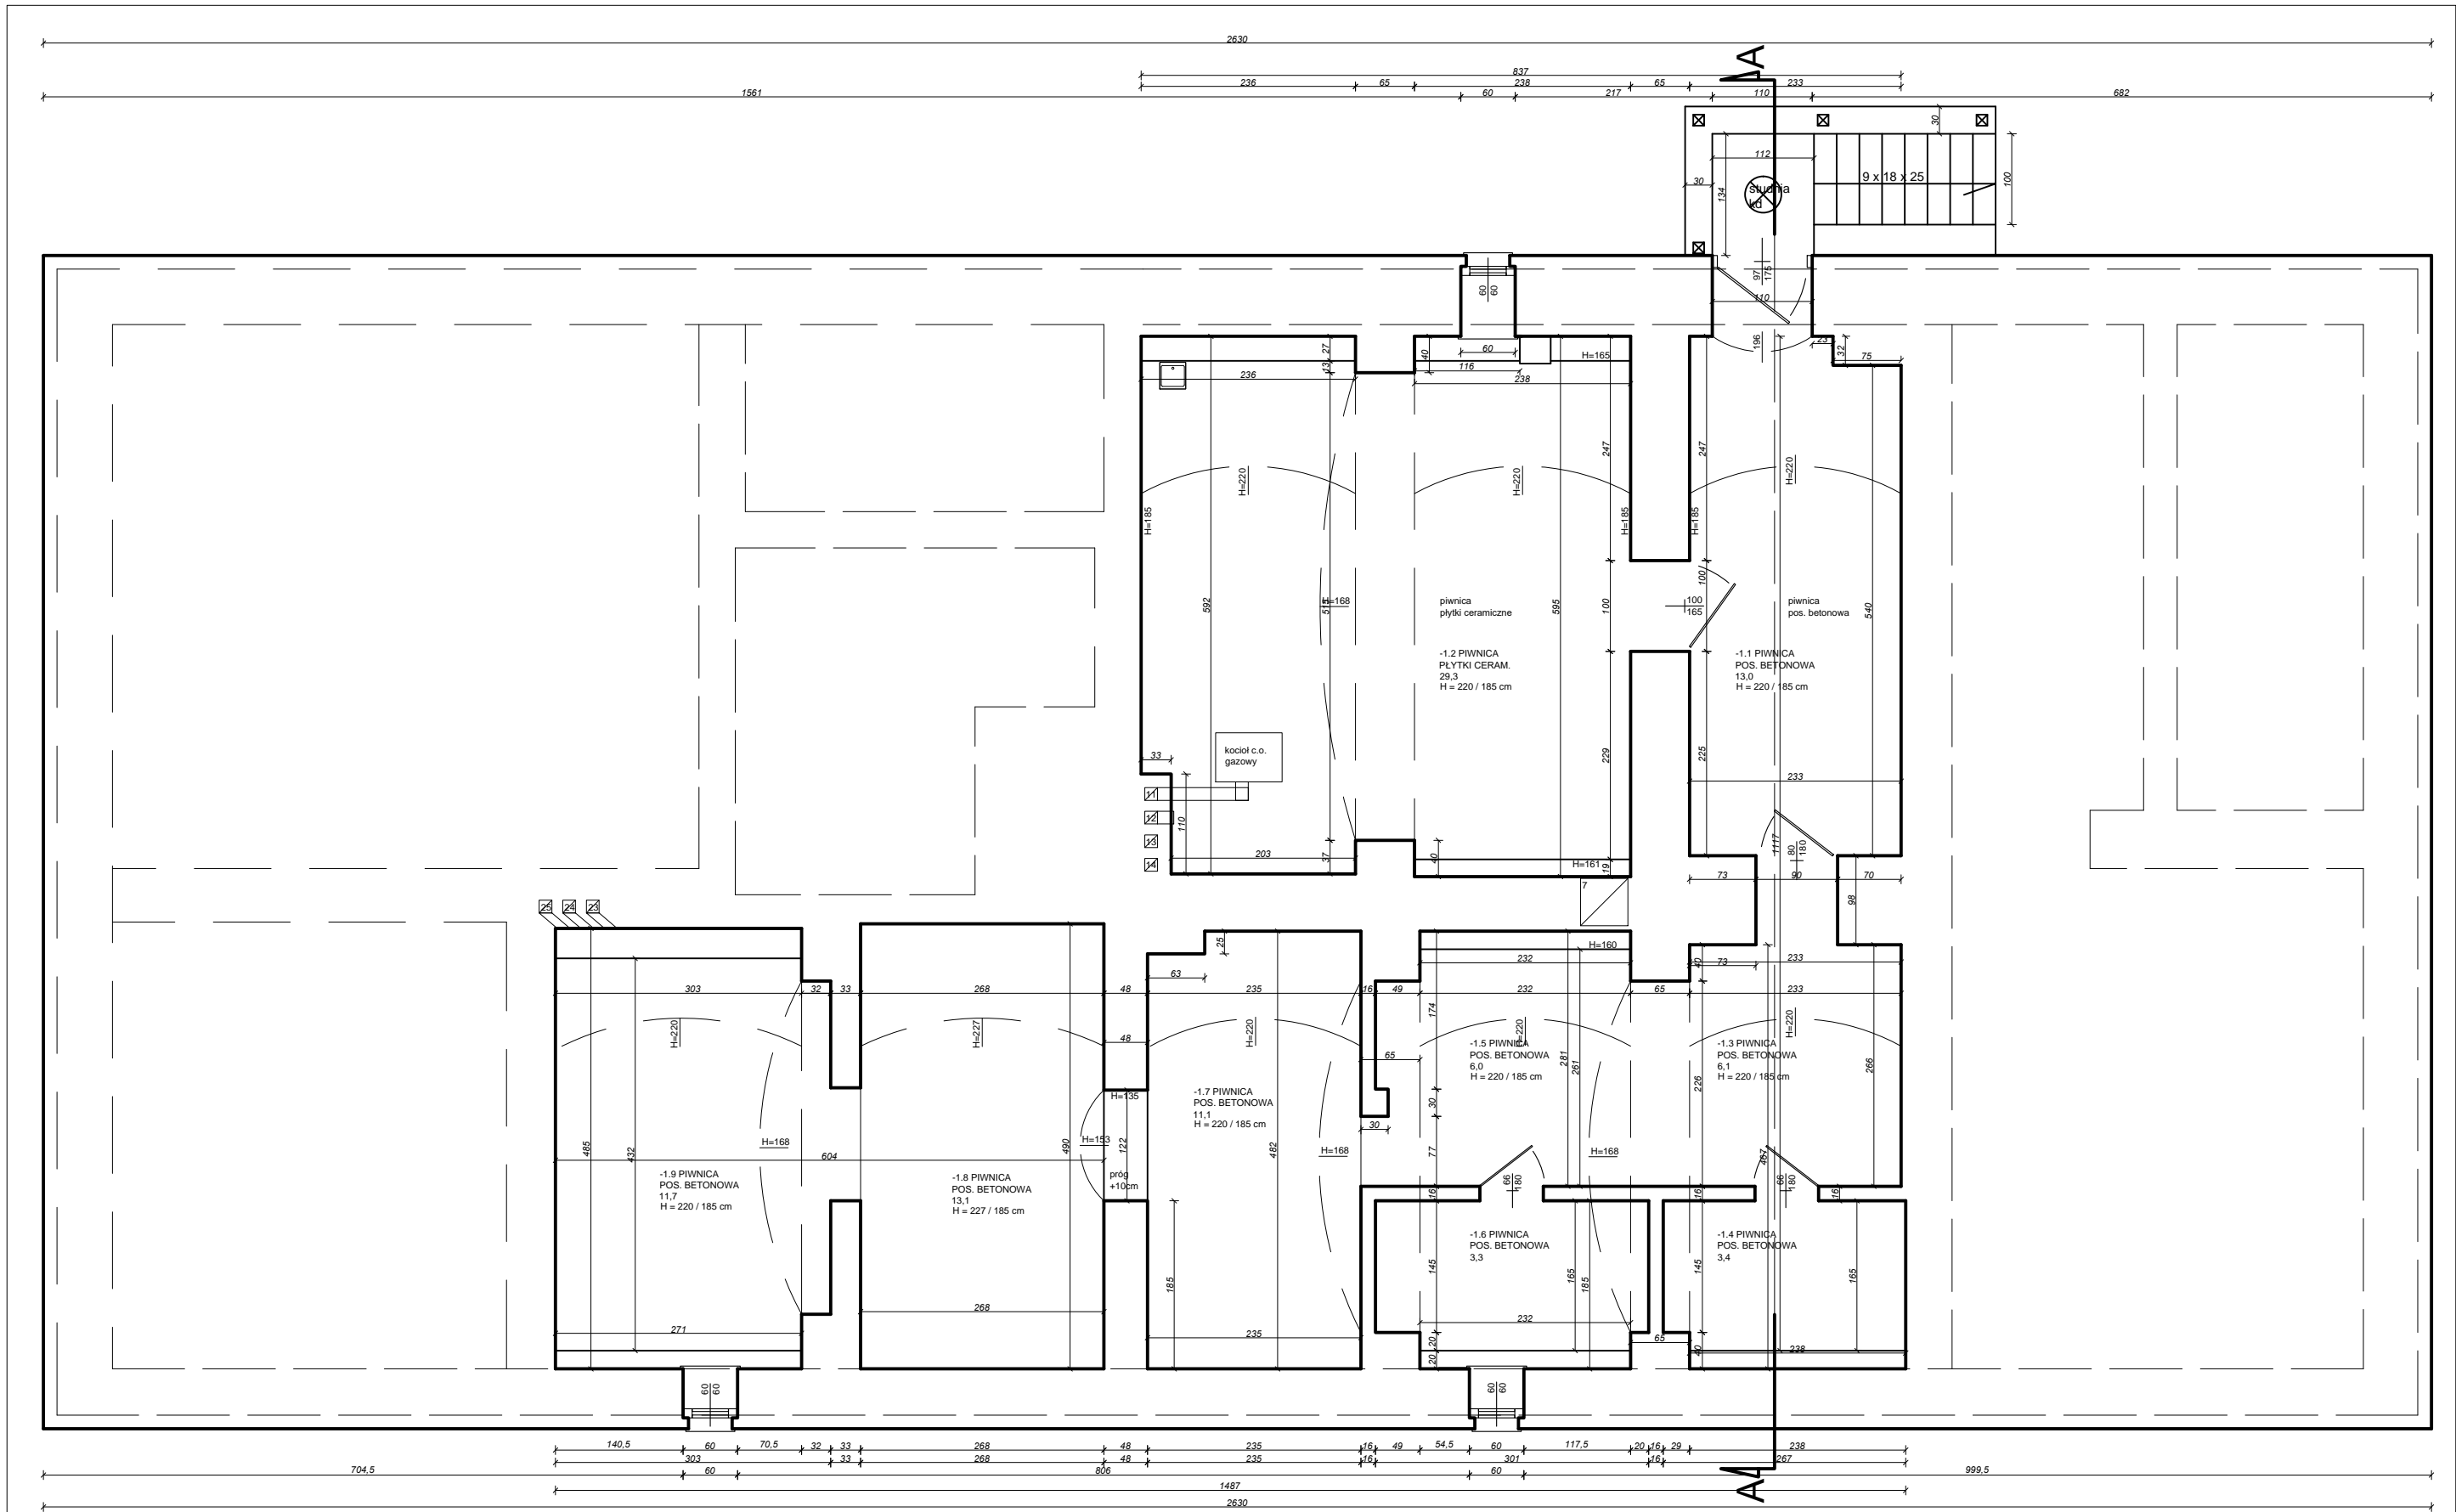 2630
837
236 65 238 65 233
1561 60 217 110 682
A
30
112
9 x 18 x 25
100
30
134
studnia
kd
97
175
60
60
110
196
23
32
75
27
13
40
60
H=165
116
236
238
247
247
H=220
H=220
H=220
H=185
H=185
H=185
592
H=168
595
100
100
100
165
540
piwnica
płytki ceramiczne
piwnica
pos. betonowa
-1.2 PIWNICA
PŁYTKI CERAM.
29,3
H = 220 / 185 cm
-1.1 PIWNICA
POS. BETONOWA
13,0
H = 220 / 185 cm
kocioł c.o.
gazowy
33
229
225
233
11
12
13
14
110
203
37
40
H=161
19
1117
80
180
73 90 70
98
7
25 24 23
25
63
H=160
232
40
73
233
303 32 33 268 48 235 16 49 232 65 233
174
H=220
H=227
48
H=220
65
H=220
H=220
281
261
226
266
-1.5 PIWNICA
POS. BETONOWA
6,0
H = 220 / 185 cm
-1.3 PIWNICA
POS. BETONOWA
6,1
H = 220 / 185 cm
-1.7 PIWNICA
POS. BETONOWA
11,1
H = 220 / 185 cm
H=135
30
30
485
432
H=168
604
490
H=153
122
482
H=168
77
H=168
467
próg
+10cm
-1.9 PIWNICA
POS. BETONOWA
11,7
H = 220 / 185 cm
-1.8 PIWNICA
POS. BETONOWA
13,1
H = 227 / 185 cm
66
180
66
180
16
16
16
-1.6 PIWNICA
POS. BETONOWA
3,3
-1.4 PIWNICA
POS. BETONOWA
3,4
185
145
165
185
145
165
271
268
235
232
65
20
20
40
238
60
60
60
60
140,5 60 70,5 32 33 268 48 235 16 49 54,5 60 117,5 20 16 29 238
303 33 268 48 235 16 301 16 267
704,5 60 806 60 999,5
1487
A
2630